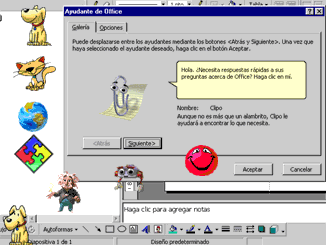 Ayudante de Office
Galería
Opciones
Puede desplazarse entre los ayudantes mediante los botones <Atrás y Siguiente>. Una vez que
haya seleccionado el ayudante deseado, haga clic en el botón Aceptar.
Hola. ¿Necesita respuestas rápidas a sus
preguntas acerca de Office? Haga clic en mí.
Nombre: Clipo
Aunque no es más que un alambrito, Clipo le
ayudará a encontrar lo que necesita.
<Atrás
Siguiente>
Aceptar
Cancelar
Haga clic para agregar notas
Autoformas
Diapositiva 1 de 1
Diseño predeterminado